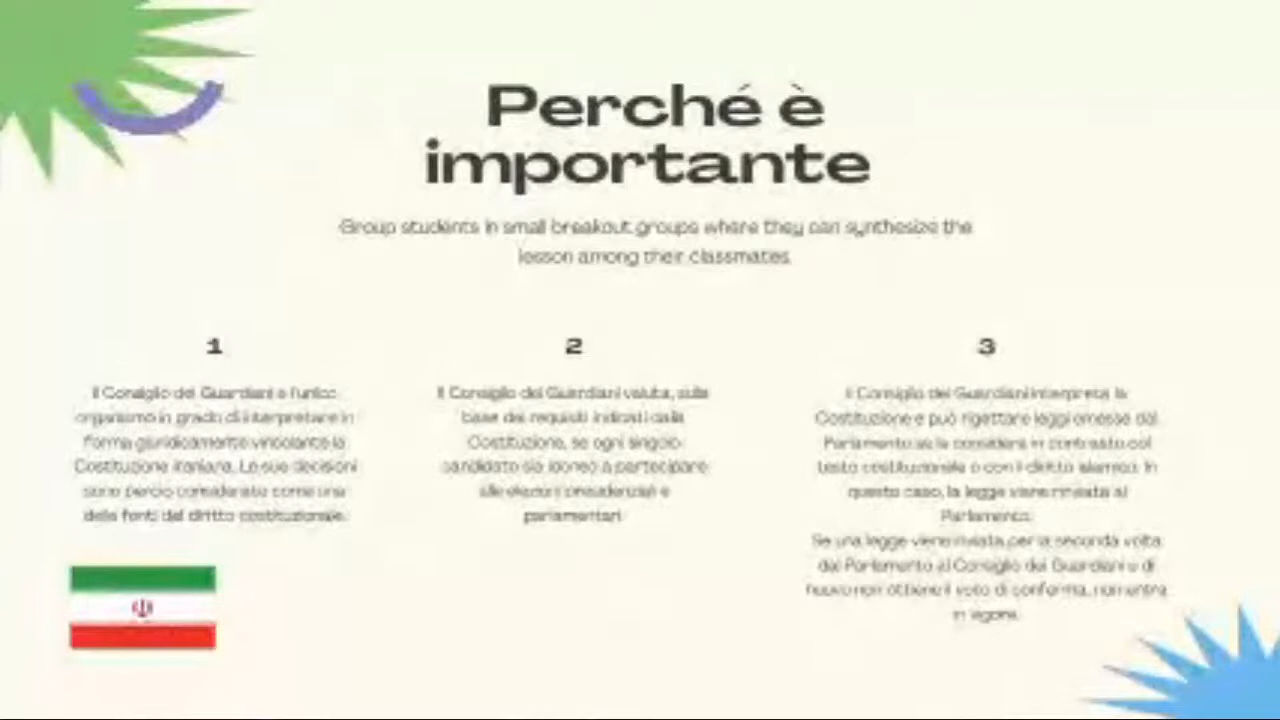 Perché è
importante
Group students in small breakout groups where they can synthesize the
lesson among their classmates.
1
Il Consiglio dei Guardiani è l'unico
organismo in grado di interpretare in
forma giuridicamente vincolante la
Costituzione iraniana. Le sue decisioni
sono perciò considerate come una
delle fonti del diritto costituzionale.
2
Il Consiglio dei Guardiani valuta, sulla
base dei requisiti indicati dalla
Costituzione, se ogni singolo
candidato sia idoneo a partecipare
alle elezioni presidenziali e
parlamentari.
3
Il Consiglio dei Guardiani interpreta la
Costituzione e può rigettare leggi emesse dal
Parlamento se le considera in contrasto col
testo costituzionale o con il diritto islamico. In
questo caso, la legge viene rinviata al
Parlamento.
Se una legge viene inviata per la seconda volta
dal Parlamento al Consiglio dei Guardiani e di
nuovo non ottiene il voto di conferma, non entra
in vigore.